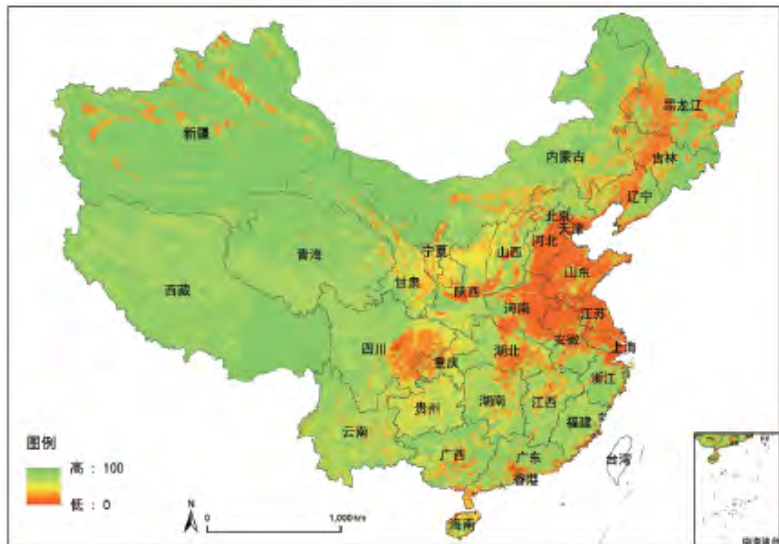 黑龙江
吉林
辽宁
内蒙古
新疆
北京
天津
河北
山西
宁夏
青海
甘肃
陕西
山东
西藏
河南
江苏
安徽
上海
四川
重庆
湖北
浙江
贵州
湖南
江西
福建
云南
广西
广东
台湾
香港
海南
图例
高：100
低：0
N
0
1,000 km